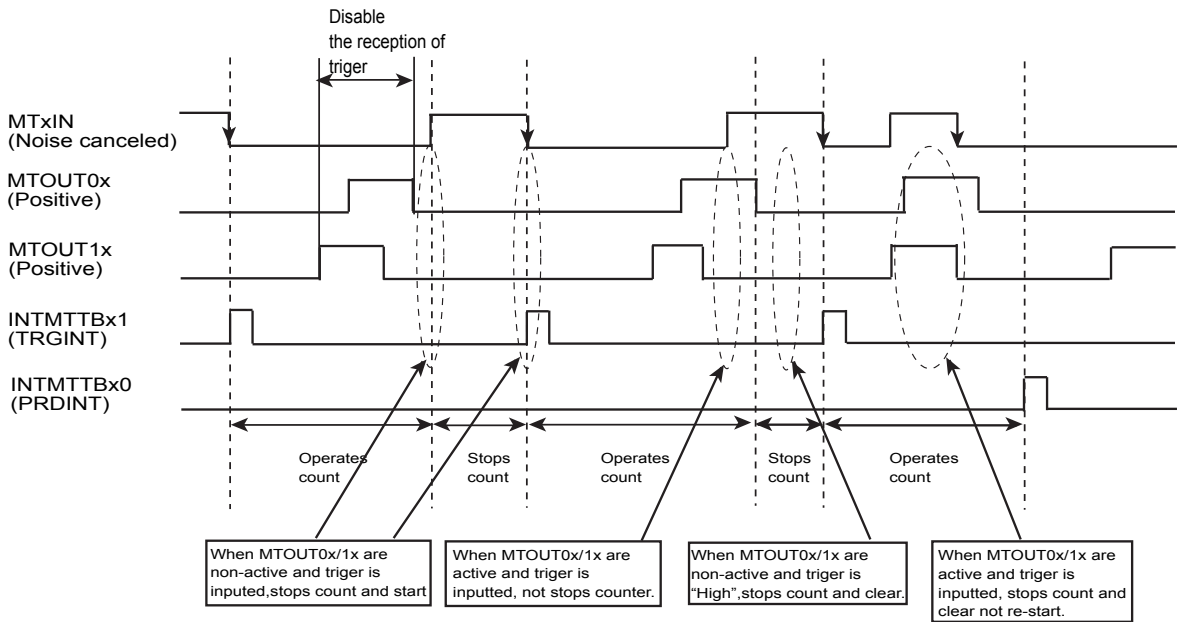 Disable
the reception of
triger
MTxIN
(Noise canceled)
MTOUT0x
(Positive)
MTOUT1x
(Positive)
INTMTTBx1
(TRGINT)
INTMTTBx0
(PRDINT)
Operates
count
Stops
count
Operates
count
Stops
count
Operates
count
When MTOUT0x/1x are
non-active and triger is
inputed,stops count and start
When MTOUT0x/1x are
active and triger is
inputted, not stops counter.
When MTOUT0x/1x are
non-active and triger is
“High”,stops count and clear.
When MTOUT0x/1x are
active and triger is
inputted, stops count and
clear not re-start.